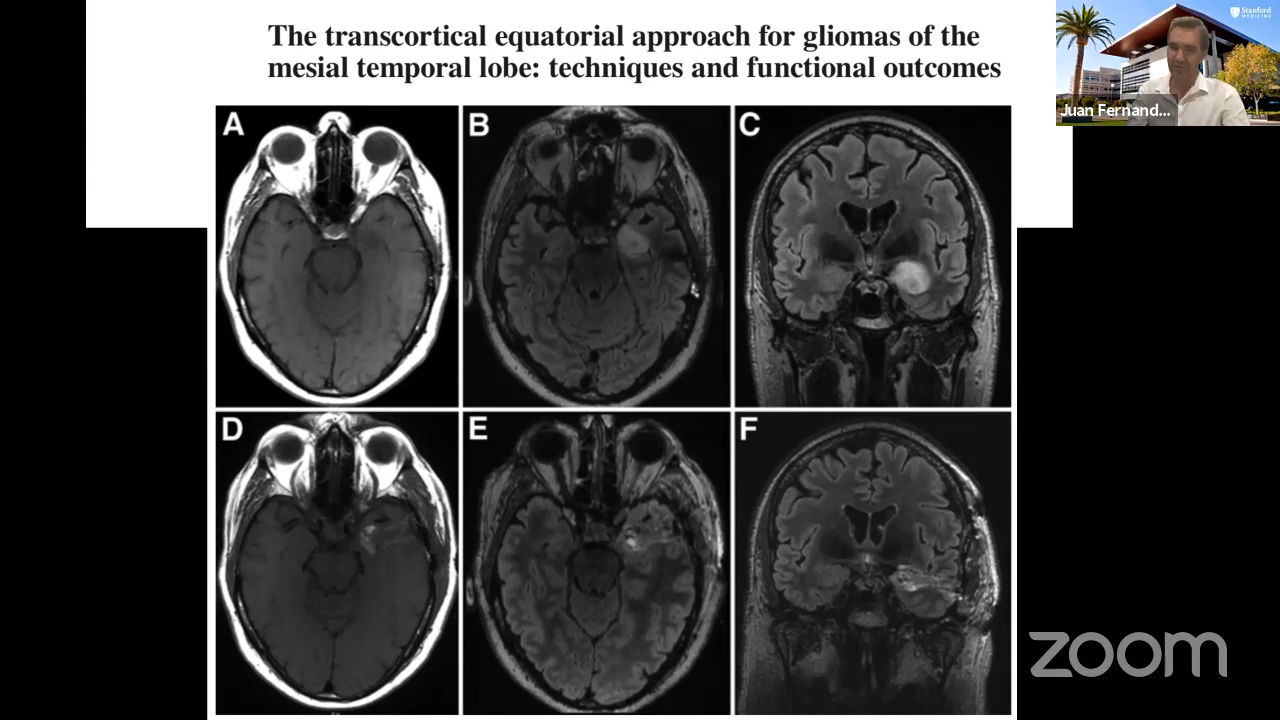 The transcortical equatorial approach for gliomas of the
mesial temporal lobe: techniques and functional outcomes
Stanford
MEDICINE
Juan Fernand...
A
B
C
D
E
F
zoom